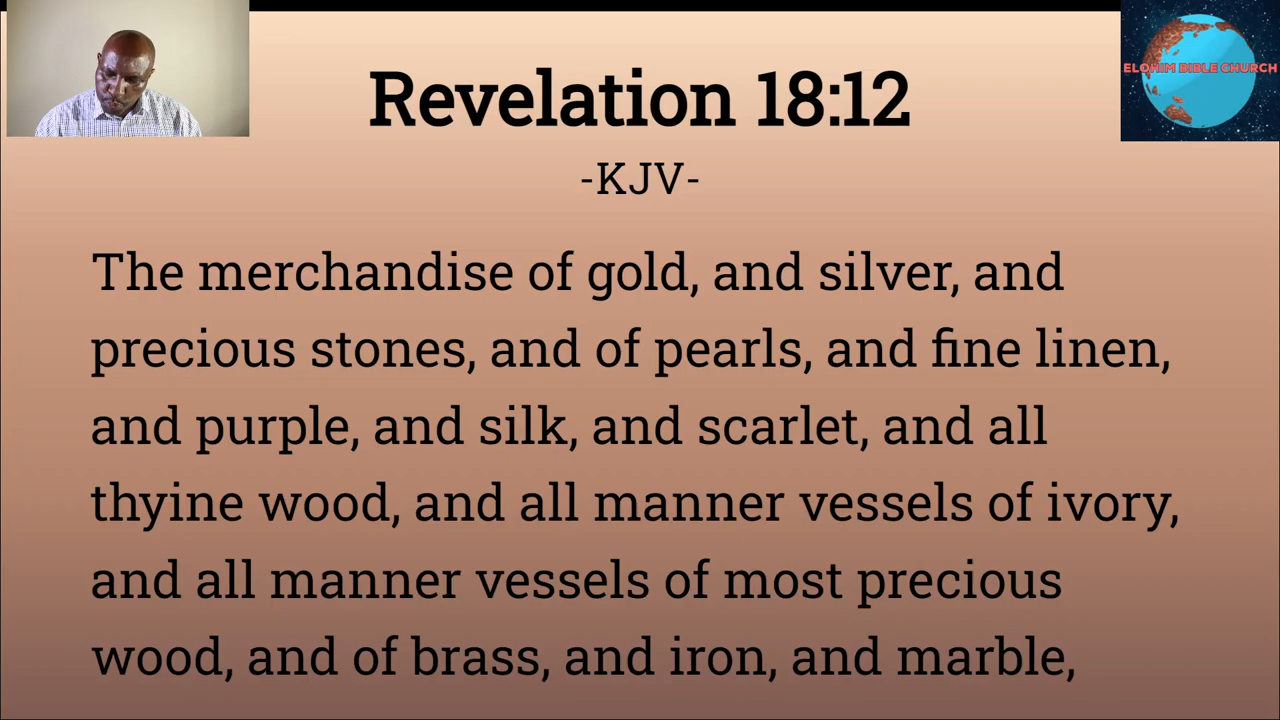 Revelation 18:12
ELOHIM BIBLE CHURCH
-KJV-
The merchandise of gold, and silver, and
precious stones, and of pearls, and fine linen,
and purple, and silk, and scarlet, and all
thyine wood, and all manner vessels of ivory,
and all manner vessels of most precious
wood, and of brass, and iron, and marble,